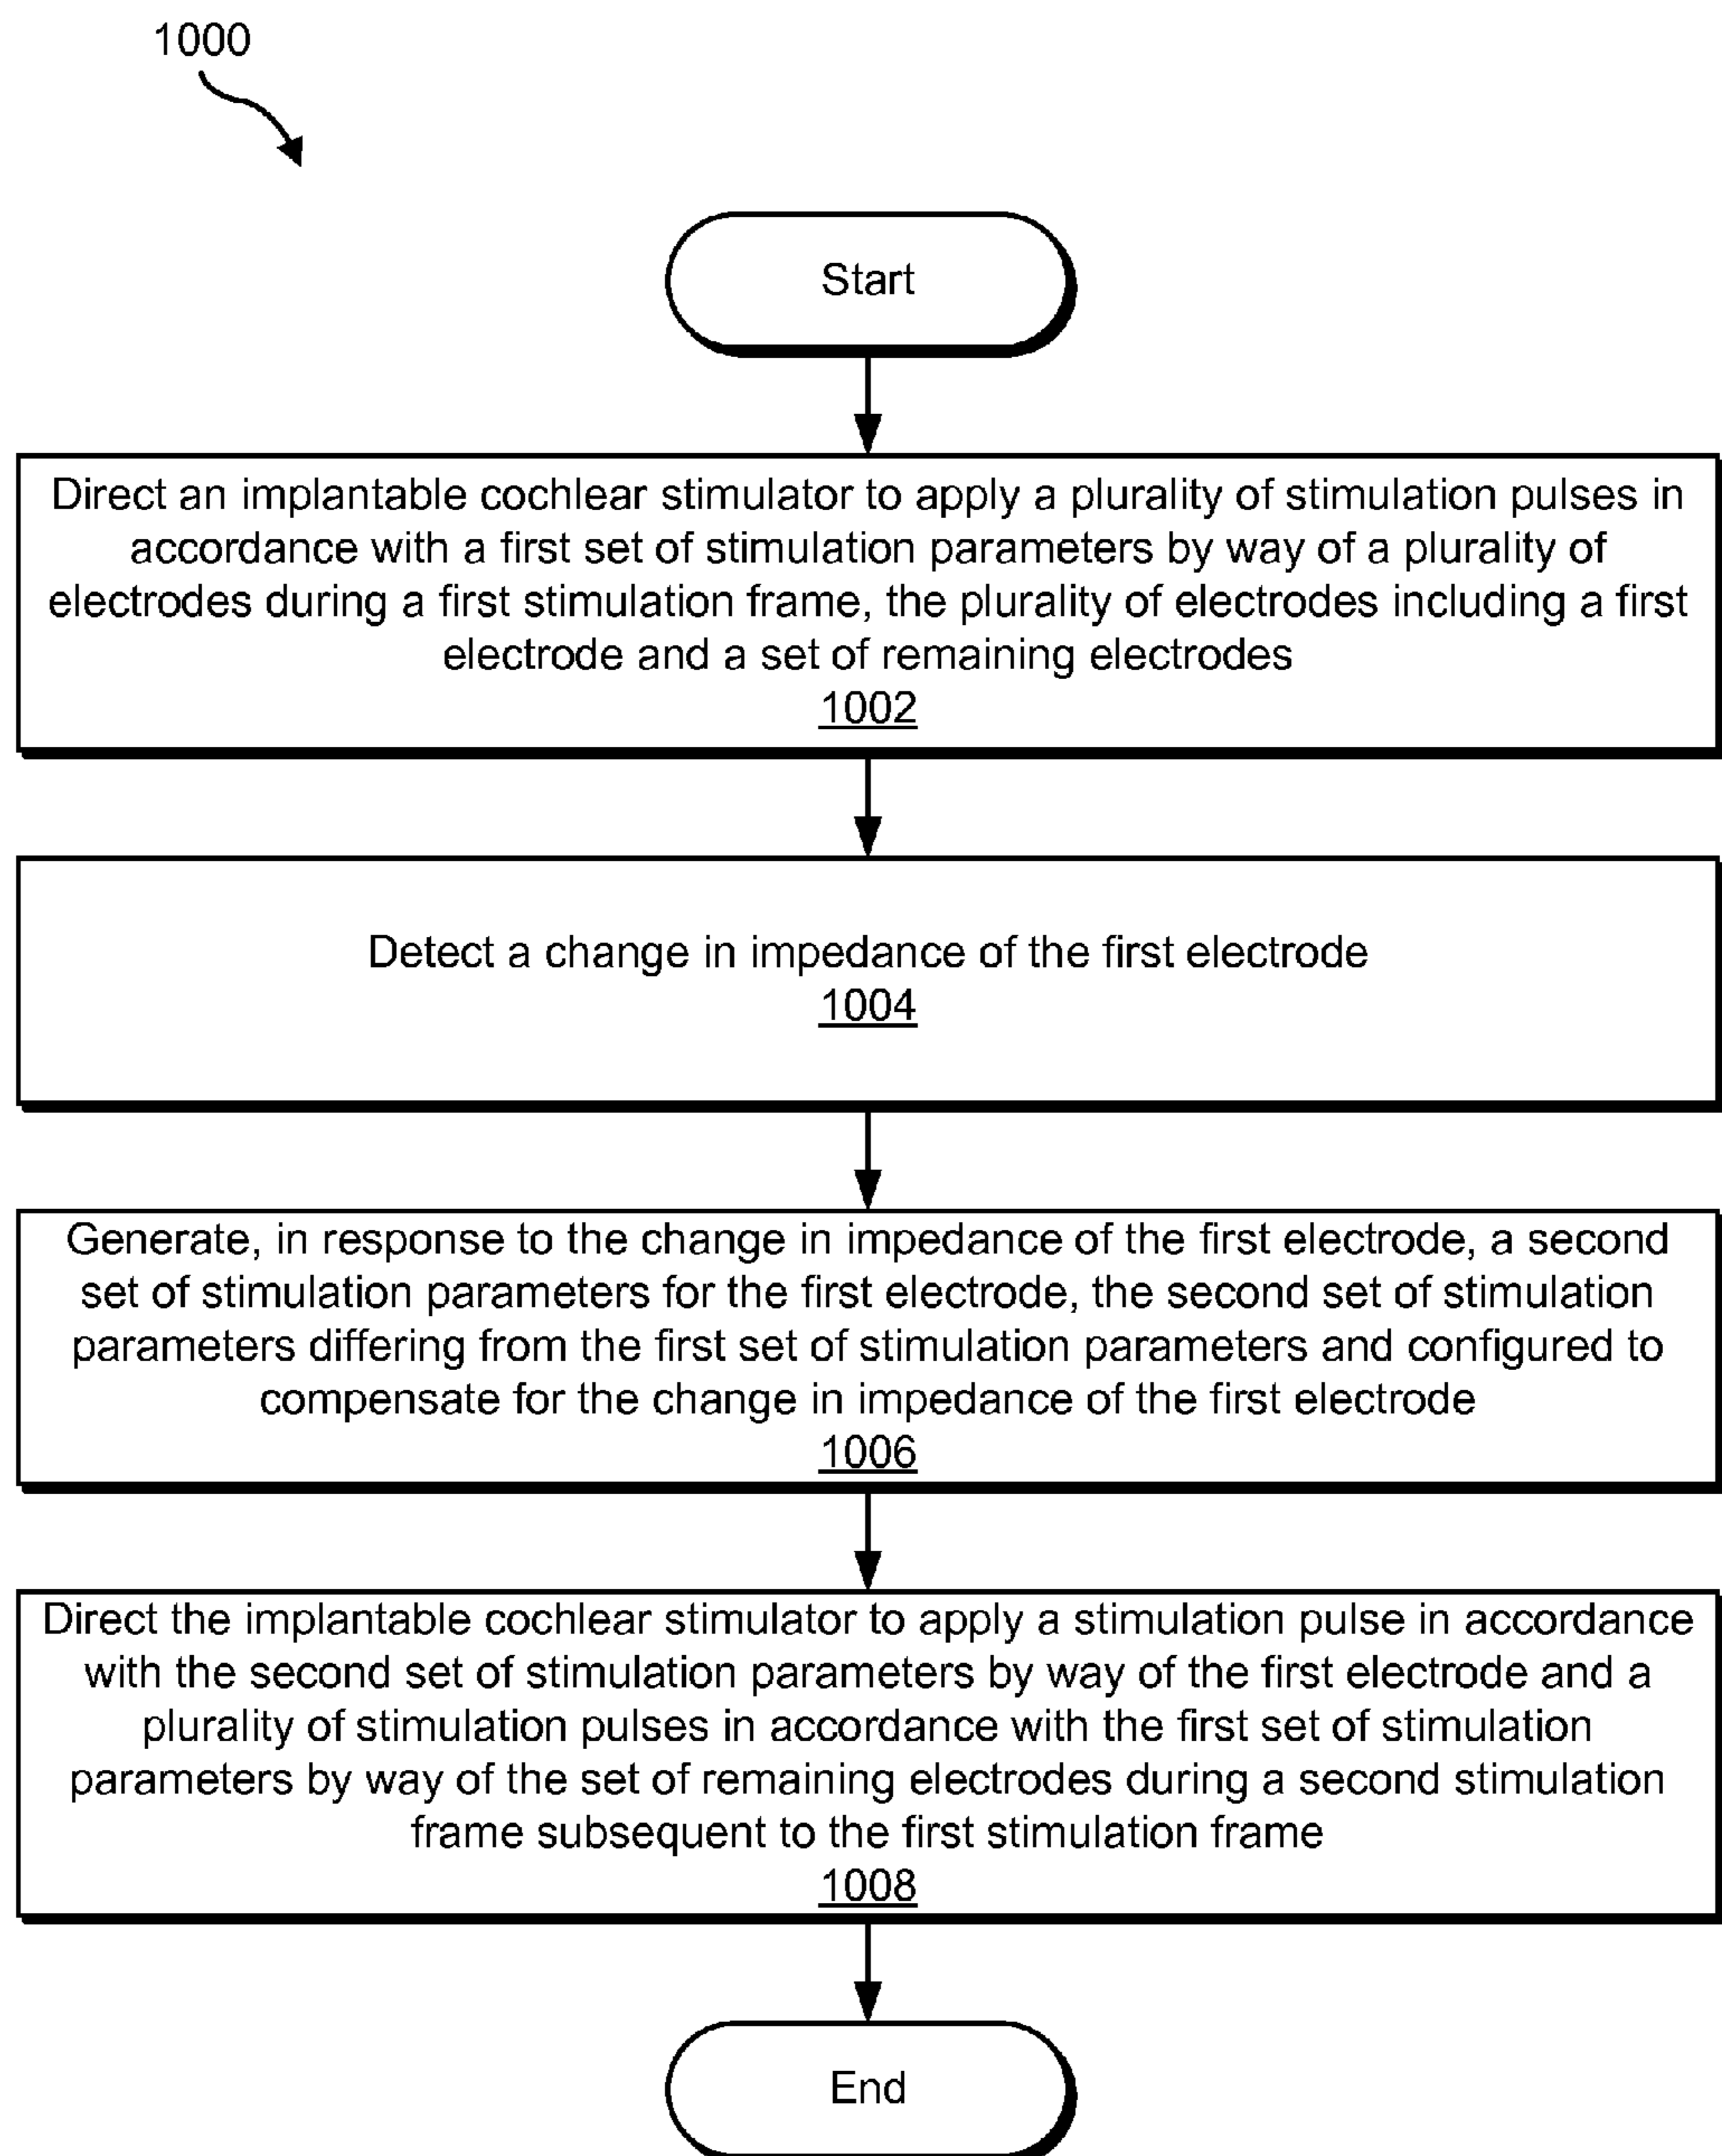 1000
Start
Direct an implantable cochlear stimulator to apply a plurality of stimulation pulses in
accordance with a first set of stimulation parameters by way of a plurality of
electrodes during a first stimulation frame, the plurality of electrodes including a first
electrode and a set of remaining electrodes
1002
Detect a change in impedance of the first electrode
1004
Generate, in response to the change in impedance of the first electrode, a second
set of stimulation parameters for the first electrode, the second set of stimulation
parameters differing from the first set of stimulation parameters and configured to
compensate for the change in impedance of the first electrode
1006
Direct the implantable cochlear stimulator to apply a stimulation pulse in accordance
with the second set of stimulation parameters by way of the first electrode and a
plurality of stimulation pulses in accordance with the first set of stimulation
parameters by way of the set of remaining electrodes during a second stimulation
frame subsequent to the first stimulation frame
1008
End